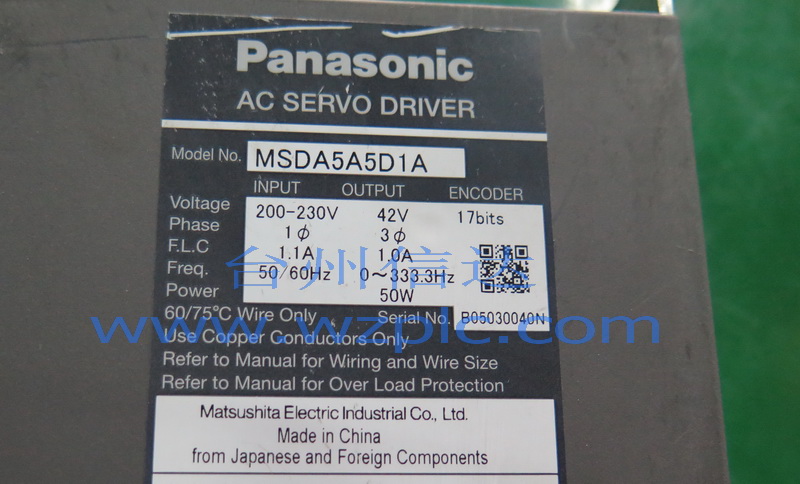 Panasonic
AC SERVO DRIVER
Model No. MSDA5A5D1A
INPUT OUTPUT ENCODER
Voltage 200-230V 42V 17bits
Phase 1ϕ 3ϕ
F.L.C 1.1A 1.0A
Freq. 50/60Hz 0~333.3Hz
Power 50W
60/75℃ Wire Only Serial No. B05030040N
Use Copper Conductors Only
Refer to Manual for Wiring and Wire Size
Refer to Manual for Over Load Protection
Matsushita Electric Industrial Co., Ltd.
Made in China
from Japanese and Foreign Components
台州信达
www.wzplc.com